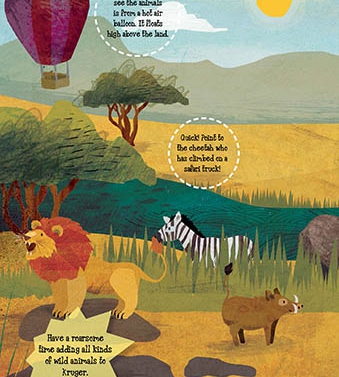 see the animals
is from a hot air
balloon. It floats
high above the land.
Quick! Point to
the cheetah who
has climbed on a
safari truck!
Have a roarsome
time adding all kinds
of wild animals to
Kruger.